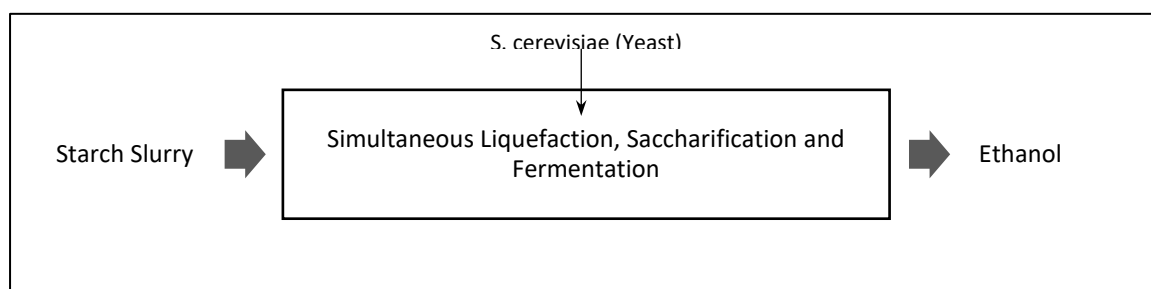 S. cerevisiae (Yeast)
Starch Slurry
Simultaneous Liquefaction, Saccharification and
Fermentation
Ethanol